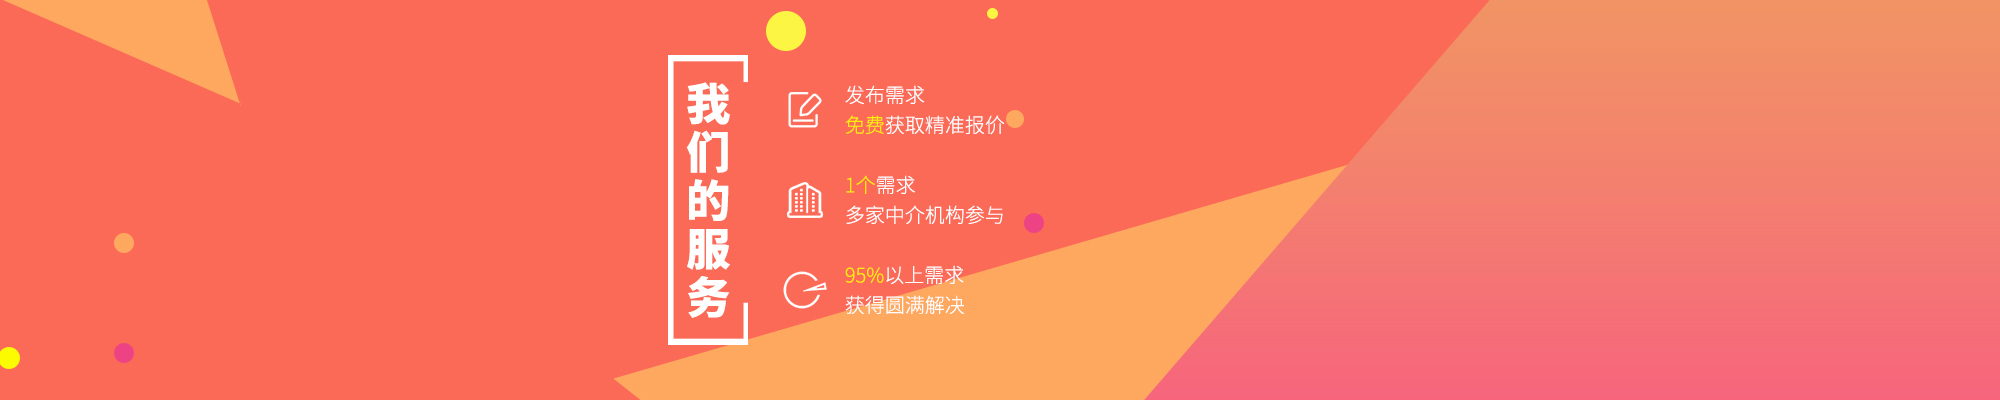 我们的服务
发布需求
免费获取精准报价
1个需求
多家中介机构参与
95%以上需求
获得圆满解决